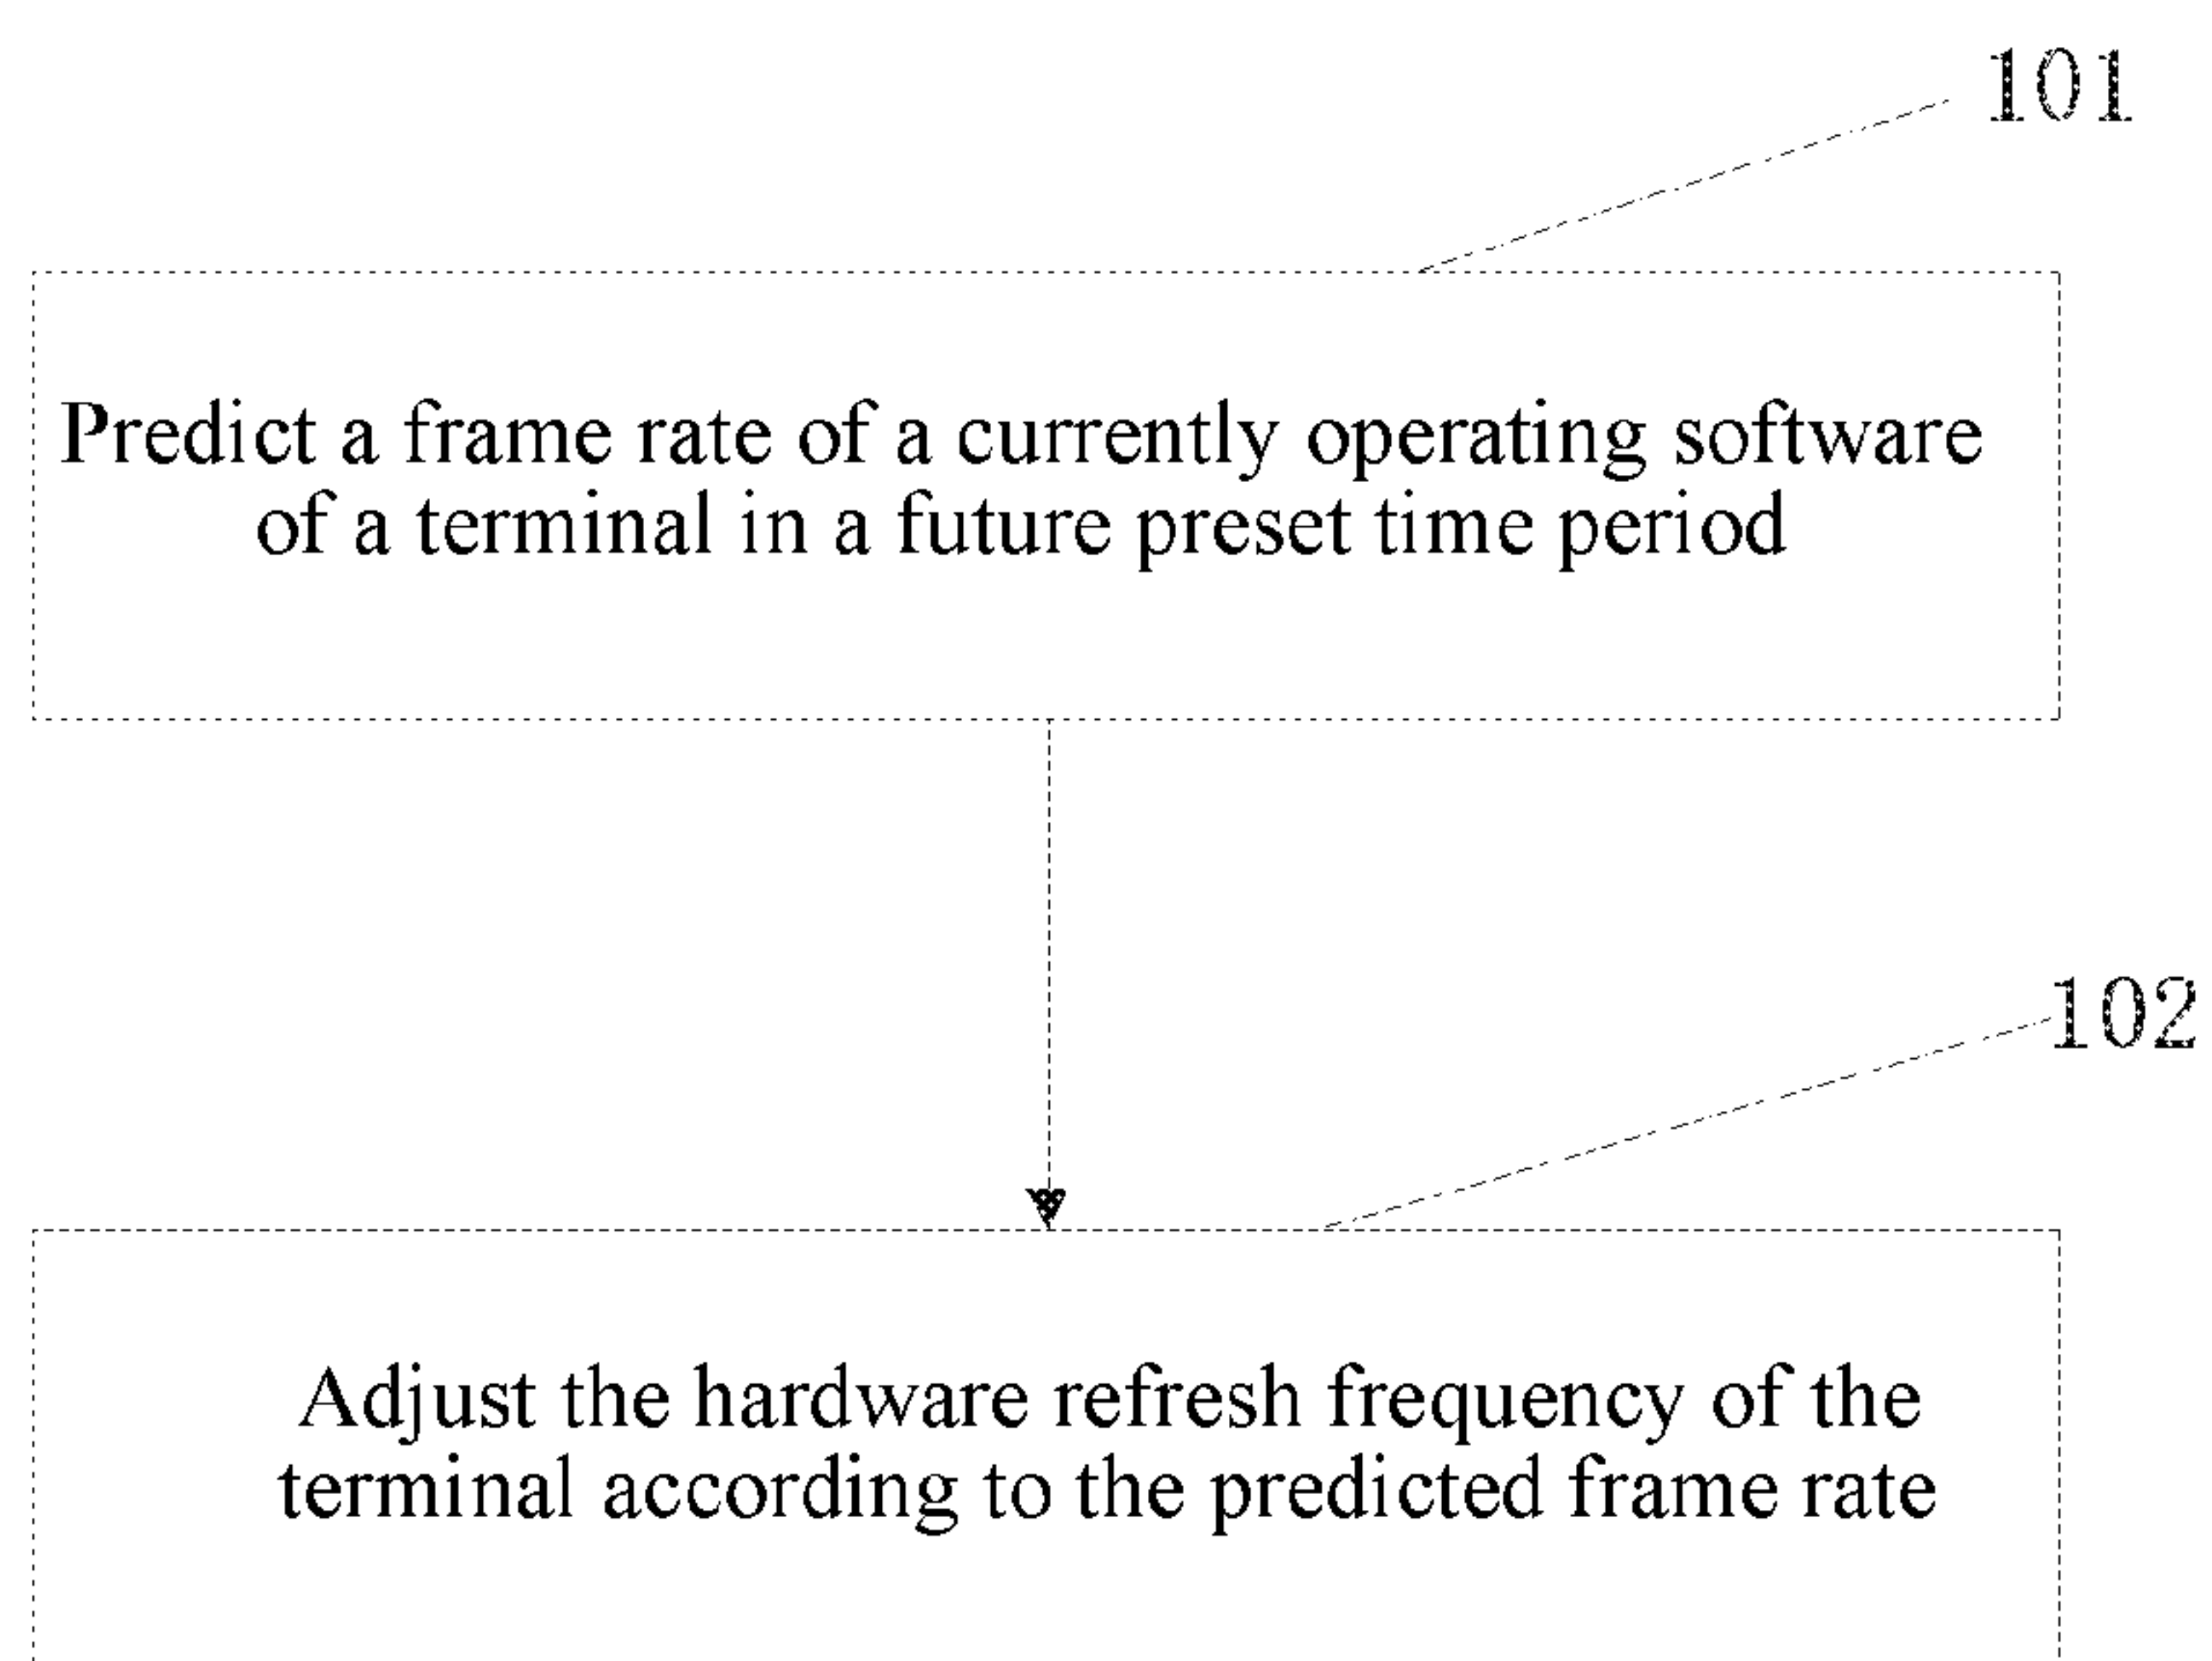 101
Predict a frame rate of a currently operating software
of a terminal in a future preset time period
102
Adjust the hardware refresh frequency of the
terminal according to the predicted frame rate